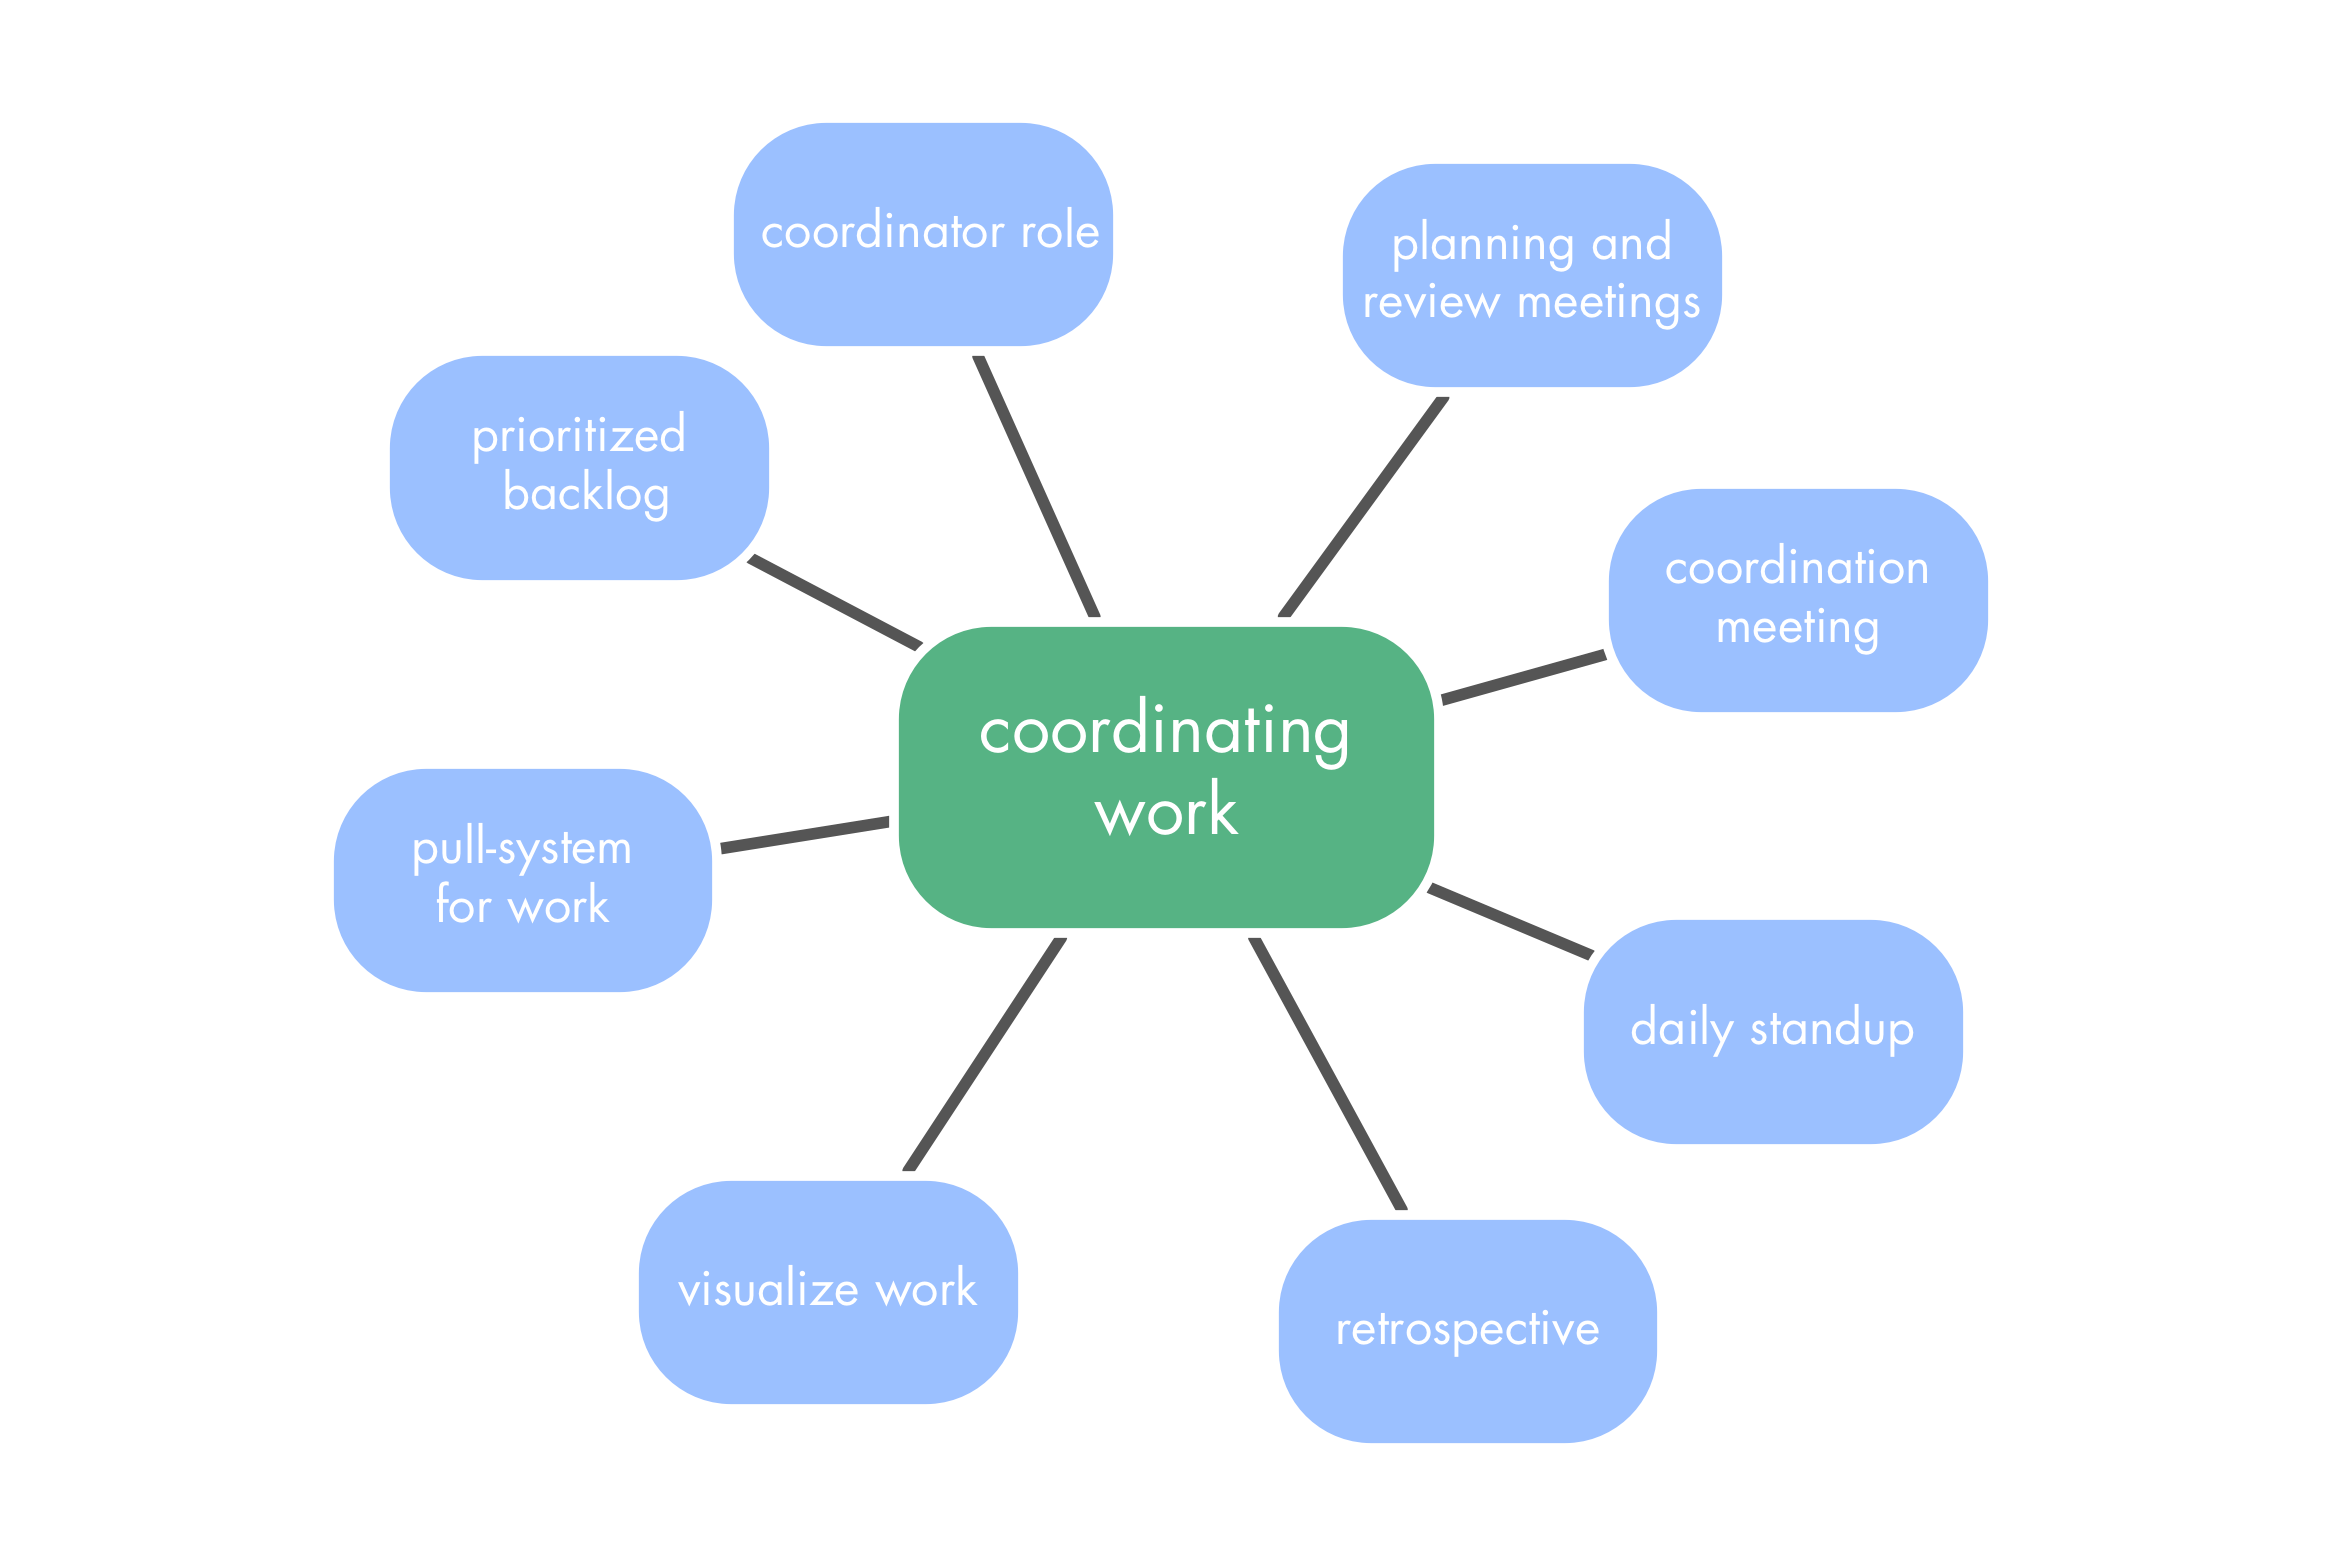 coordinator role
planning and
review meetings
prioritized
backlog
coordination
meeting
coordinating
work
pull-system
for work
daily standup
visualize work
retrospective